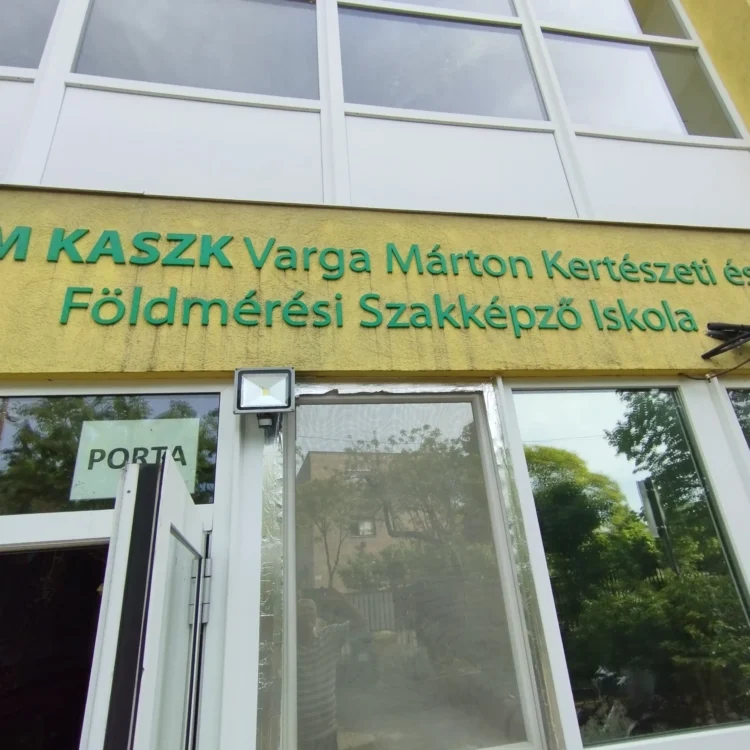 M KASZK Varga Márton Kertészeti és
Földmérési Szakképző Iskola
PORTA